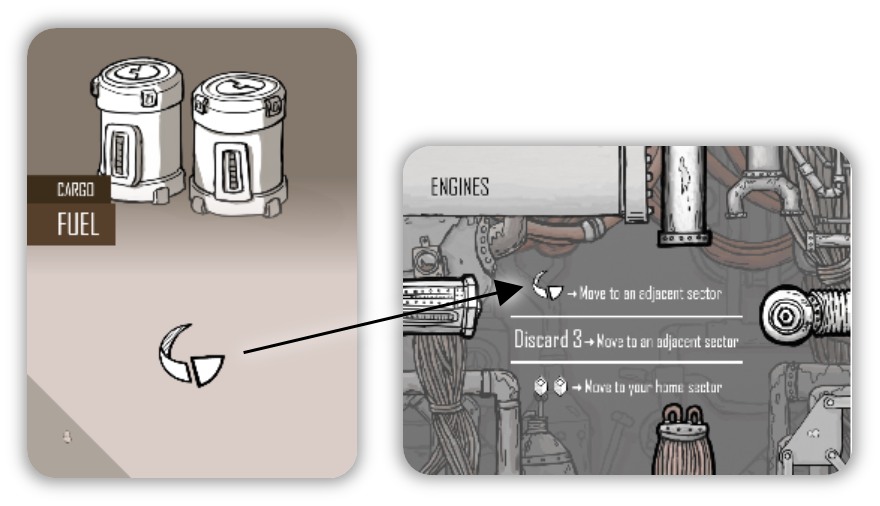 CARGO
FUEL
ENGINES
→ Move to an adjacent sector
Discard 3 → Move to an adjacent sector
→ Move to your home sector